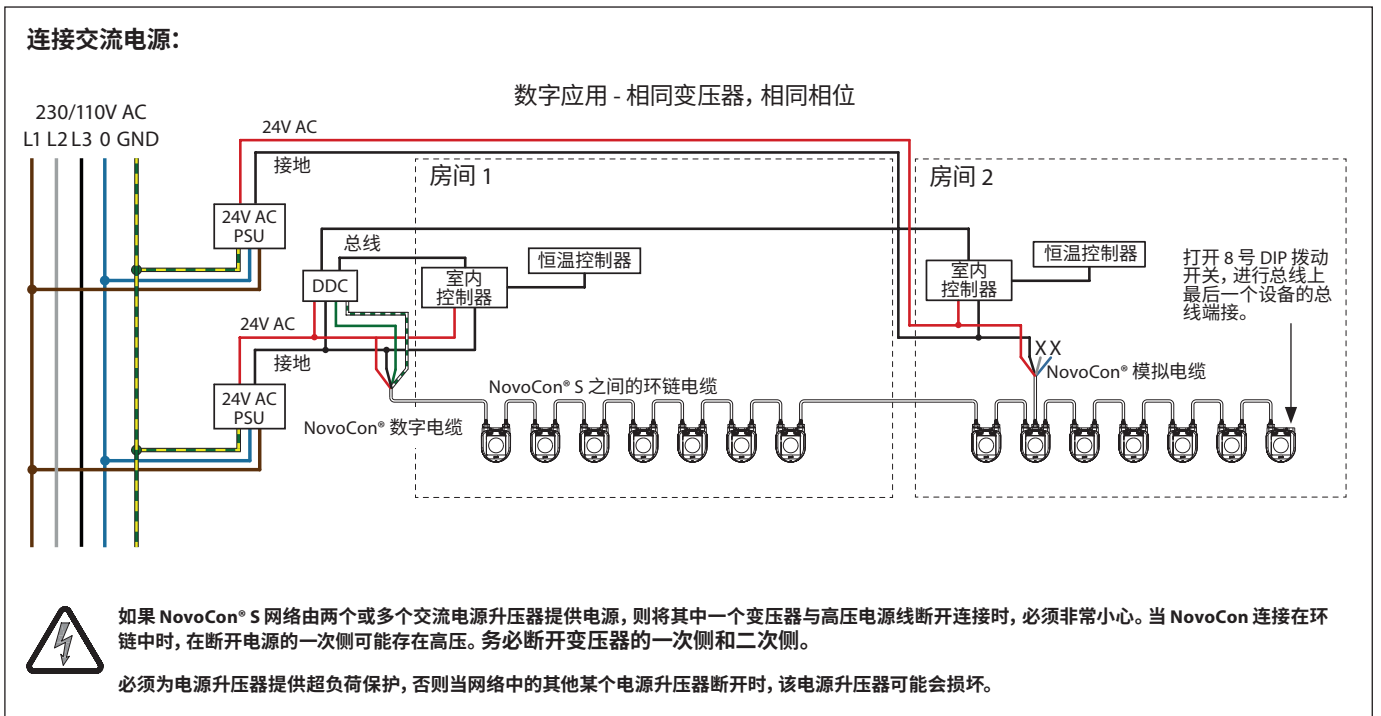 连接交流电源：
数字应用 - 相同变压器，相同相位
230/110V AC
L1 L2 L3 0 GND
24V AC
接地
房间 1
房间 2
24V AC
PSU
总线
恒温控制器
恒温控制器
DDC
室内
控制器
室内
控制器
打开 8 号 DIP 拨动
开关，进行总线上
最后一个设备的总
线端接。
24V AC
接地
X X
NovoCon® 模拟电缆
NovoCon® S 之间的环链电缆
24V AC
PSU
NovoCon® 数字电缆
如果 NovoCon® S 网络由两个或多个交流电源升压器提供电源，则将其中一个变压器与高压电源线断开连接时，必须非常小心。当 NovoCon 连接在环
链中时，在断开电源的一次侧可能存在高压。务必断开变压器的一次侧和二次侧。
必须为电源升压器提供超负荷保护，否则当网络中的其他某个电源升压器断开时，该电源升压器可能会损坏。